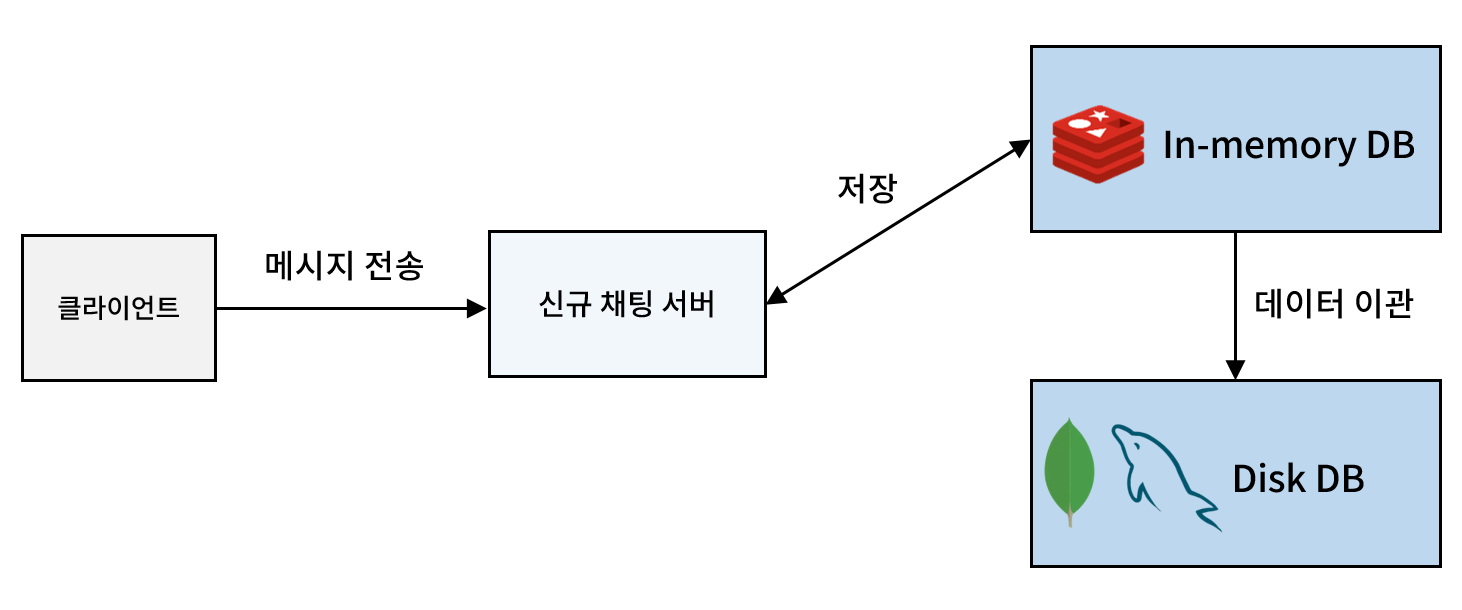 In-memory DB
저장
메시지 전송
클라이언트
신규 채팅 서버
데이터 이관
Disk DB